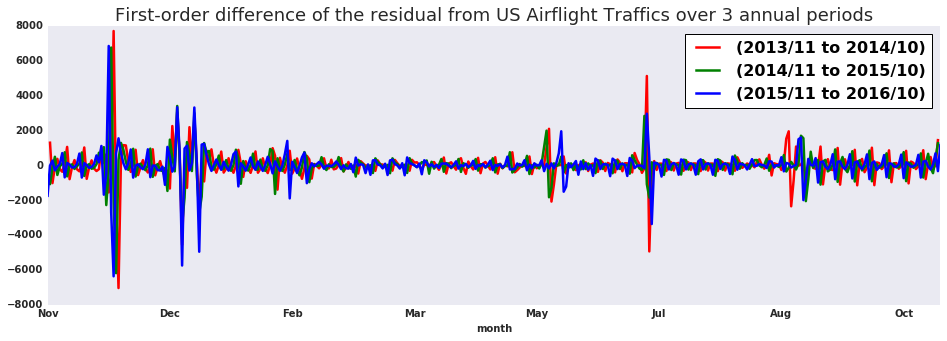 First-order difference of the residual from US Airflight Traffics over 3 annual periods
(2013/11 to 2014/10)
(2014/11 to 2015/10)
(2015/11 to 2016/10)
8000
6000
4000
2000
0
−2000
−4000
−6000
−8000
Nov Dec Feb Mar May Jul Aug Oct
month